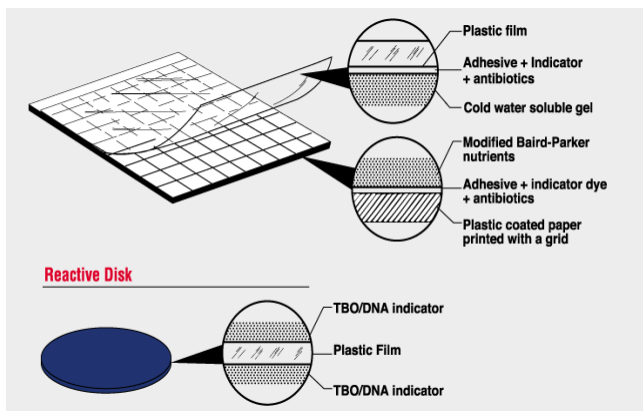 Plastic film
Adhesive + Indicator
+ antibiotics
Cold water soluble gel
Modified Baird-Parker
nutrients
Adhesive + indicator dye
+ antibiotics
Plastic coated paper
printed with a grid
Reactive Disk
TBO/DNA indicator
Plastic Film
TBO/DNA indicator